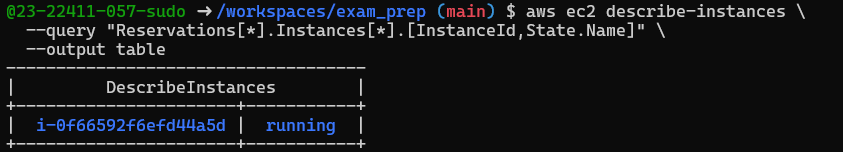 @23-22411-057-sudo ➜ /workspaces/exam_prep (main) $ aws ec2 describe-instances \
  --query "Reservations[*].Instances[*].[InstanceId,State.Name]" \
  --output table
-----------------------------------
|        DescribeInstances        |
+----------------------+----------+
|  i-0f66592f6efd44a5d |  running |
+----------------------+----------+